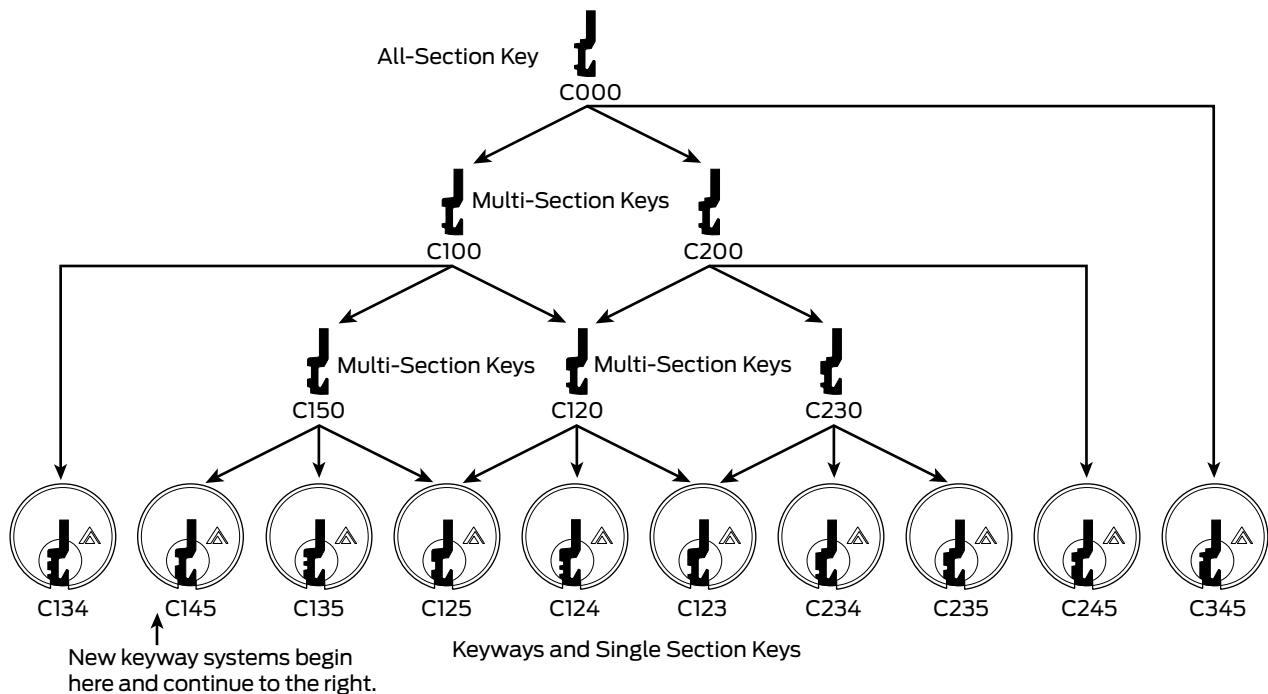 All-Section Key
C000
Multi-Section Keys
C100
C200
Multi-Section Keys
Multi-Section Keys
C150
C120
C230
C134
C145
C135
C125
C124
C123
C234
C235
C245
C345
New keyway systems begin
here and continue to the right.
Keyways and Single Section Keys